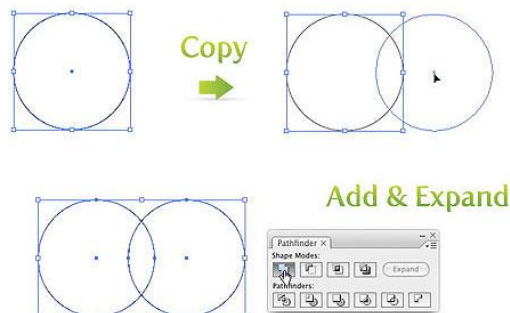 Copy
Add & Expand
Pathfinder ×
Shape Modes:
Expand
Pathfinders: